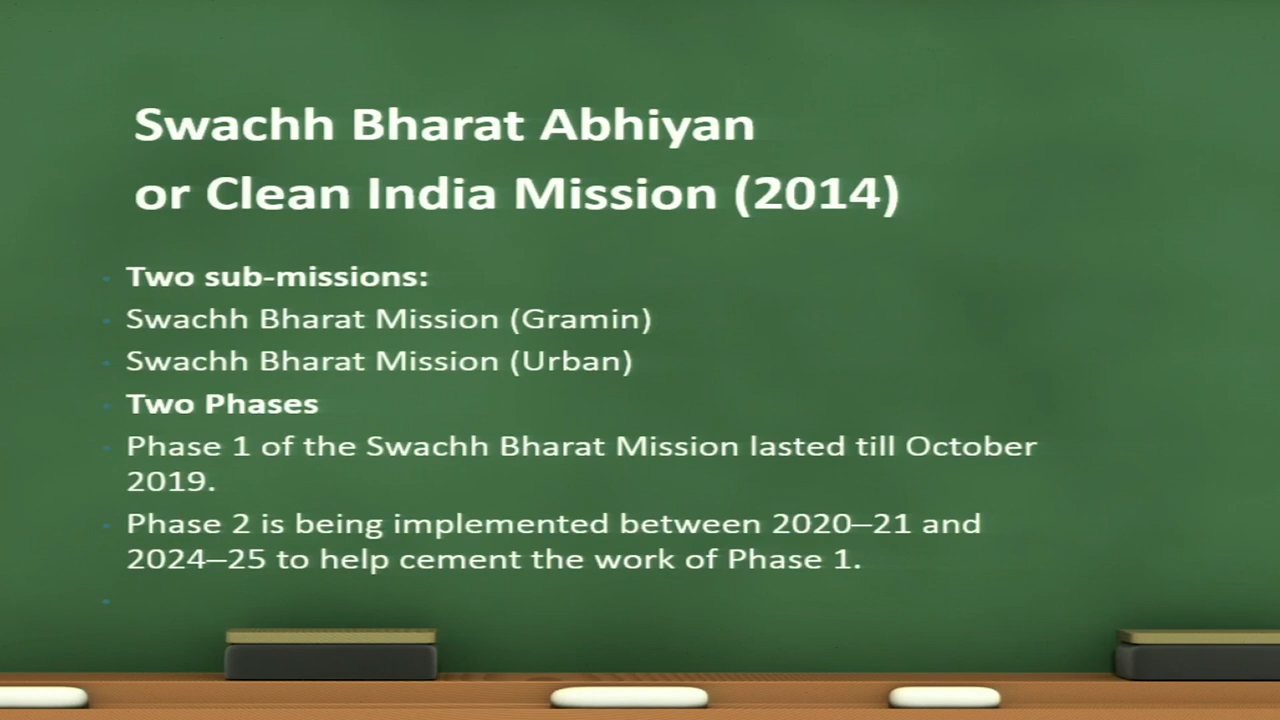 Swachh Bharat Abhiyan
or Clean India Mission (2014)
Two sub-missions:
Swachh Bharat Mission (Gramin)
Swachh Bharat Mission (Urban)
Two Phases
Phase 1 of the Swachh Bharat Mission lasted till October
2019.
Phase 2 is being implemented between 2020–21 and
2024–25 to help cement the work of Phase 1.